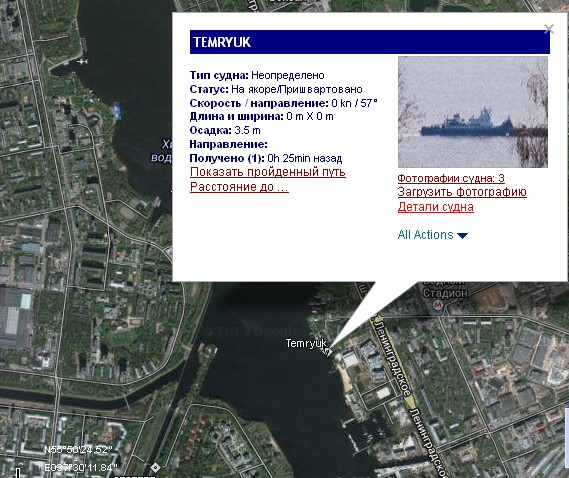 TEMRYUK
Тип судна: Неопределено
Статус: На якоре/Пришвартовано
Скорость / направление: 0 kn / 57°
Длина и ширина: 0 m X 0 m
Осадка: 3.5 m
Направление:
Получено (1): 0h 25min назад
Показать пройденный путь
Расстояние до ...
Фотографии судна: 3
Загрузить фотографию
Детали судна
All Actions
Водный
Стадион
Temryuk
Ленинградское
Ленинградское
N55°50'24.52"
E037°30'11.84"